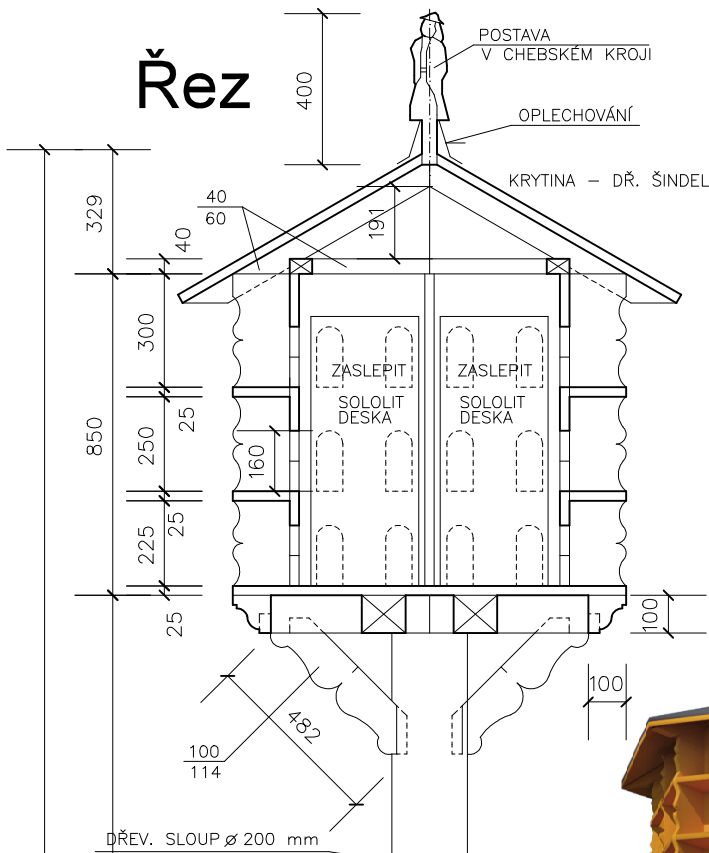 Řez
400
POSTAVA
V CHEBSKÉM KROJI
OPLECHOVÁNÍ
KRYTINA – DŘ. ŠINDEL
329
40
60
40
191
300
ZASLEPIT
ZASLEPIT
SOLOLIT
DESKA
SOLOLIT
DESKA
25
850
250
160
25
225
25
100
100
482
100
114
DŘEV. SLOUP ⌀ 200 mm